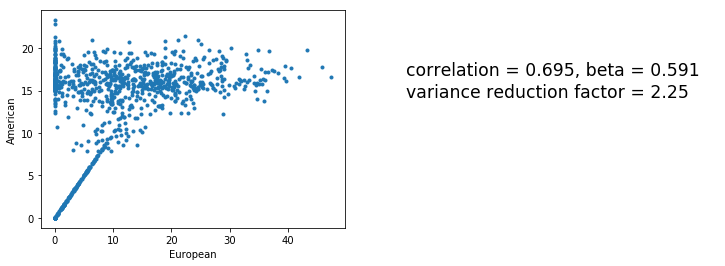 20
15
10
5
0
American
0
10
20
30
40
European
correlation = 0.695, beta = 0.591
variance reduction factor = 2.25